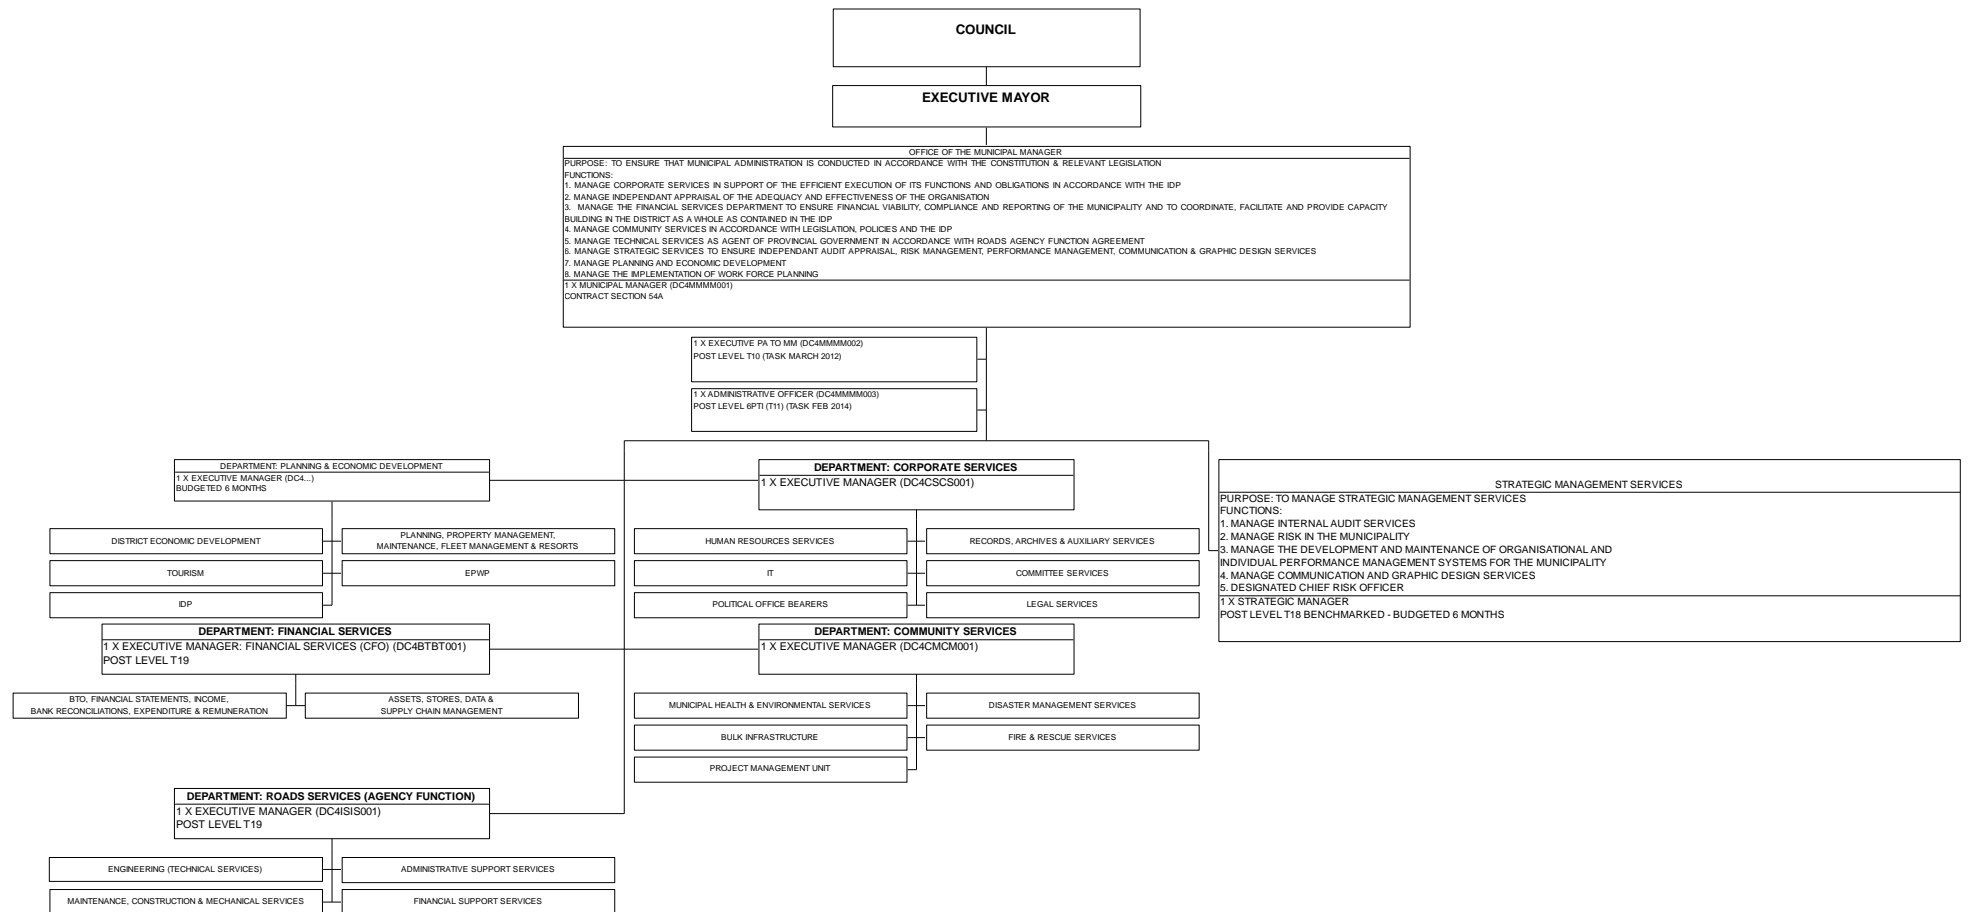 COUNCIL
EXECUTIVE MAYOR
OFFICE OF THE MUNICIPAL MANAGER
PURPOSE: TO ENSURE THAT MUNICIPAL ADMINISTRATION IS CONDUCTED IN ACCORDANCE WITH THE CONSTITUTION & RELEVANT LEGISLATION
FUNCTIONS:
1. MANAGE CORPORATE SERVICES IN SUPPORT OF THE EFFICIENT EXECUTION OF ITS FUNCTIONS AND OBLIGATIONS IN ACCORDANCE WITH THE IDP
2. MANAGE INDEPENDANT APPRAISAL OF THE ADEQUACY AND EFFECTIVENESS OF THE ORGANISATION
3. MANAGE THE FINANCIAL SERVICES DEPARTMENT TO ENSURE FINANCIAL VIABILITY, COMPLIANCE AND REPORTING OF THE MUNICIPALITY AND TO COORDINATE, FACILITATE AND PROVIDE CAPACITY
BUILDING IN THE DISTRICT AS A WHOLE AS CONTAINED IN THE IDP
4. MANAGE COMMUNITY SERVICES IN ACCORDANCE WITH LEGISLATION, POLICIES AND THE IDP
5. MANAGE TECHNICAL SERVICES AS AGENT OF PROVINCIAL GOVERNMENT IN ACCORDANCE WITH ROADS AGENCY FUNCTION AGREEMENT
6. MANAGE STRATEGIC SERVICES TO ENSURE INDEPENDANT AUDIT APPRAISAL, RISK MANAGEMENT, PERFORMANCE MANAGEMENT, COMMUNICATION & GRAPHIC DESIGN SERVICES
7. MANAGE PLANNING AND ECONOMIC DEVELOPMENT
8. MANAGE THE IMPLEMENTATION OF WORK FORCE PLANNING
1 X MUNICIPAL MANAGER (DC4MMMM001)
CONTRACT SECTION 54A
1 X EXECUTIVE PA TO MM (DC4MMMM002)
POST LEVEL T10 (TASK MARCH 2012)
1 X ADMINISTRATIVE OFFICER (DC4MMMM003)
POST LEVEL 6PTI (T11) (TASK FEB 2014)
DEPARTMENT: PLANNING & ECONOMIC DEVELOPMENT
1 X EXECUTIVE MANAGER (DC4...)
BUDGETED 6 MONTHS
DISTRICT ECONOMIC DEVELOPMENT
PLANNING, PROPERTY MANAGEMENT,
MAINTENANCE, FLEET MANAGEMENT & RESORTS
TOURISM
EPWP
IDP
DEPARTMENT: CORPORATE SERVICES
1 X EXECUTIVE MANAGER (DC4CSCS001)
HUMAN RESOURCES SERVICES
RECORDS, ARCHIVES & AUXILIARY SERVICES
IT
COMMITTEE SERVICES
POLITICAL OFFICE BEARERS
LEGAL SERVICES
STRATEGIC MANAGEMENT SERVICES
PURPOSE: TO MANAGE STRATEGIC MANAGEMENT SERVICES
FUNCTIONS:
1. MANAGE INTERNAL AUDIT SERVICES
2. MANAGE RISK IN THE MUNICIPALITY
3. MANAGE THE DEVELOPMENT AND MAINTENANCE OF ORGANISATIONAL AND
INDIVIDUAL PERFORMANCE MANAGEMENT SYSTEMS FOR THE MUNICIPALITY
4. MANAGE COMMUNICATION AND GRAPHIC DESIGN SERVICES
5. DESIGNATED CHIEF RISK OFFICER
1 X STRATEGIC MANAGER
POST LEVEL T18 BENCHMARKED - BUDGETED 6 MONTHS
DEPARTMENT: FINANCIAL SERVICES
1 X EXECUTIVE MANAGER: FINANCIAL SERVICES (CFO) (DC4BTBT001)
POST LEVEL T19
BTO, FINANCIAL STATEMENTS, INCOME,
BANK RECONCILIATIONS, EXPENDITURE & REMUNERATION
ASSETS, STORES, DATA &
SUPPLY CHAIN MANAGEMENT
DEPARTMENT: COMMUNITY SERVICES
1 X EXECUTIVE MANAGER (DC4CMCM001)
MUNICIPAL HEALTH & ENVIRONMENTAL SERVICES
DISASTER MANAGEMENT SERVICES
BULK INFRASTRUCTURE
FIRE & RESCUE SERVICES
PROJECT MANAGEMENT UNIT
DEPARTMENT: ROADS SERVICES (AGENCY FUNCTION)
1 X EXECUTIVE MANAGER (DC4ISIS001)
POST LEVEL T19
ENGINEERING (TECHNICAL SERVICES)
ADMINISTRATIVE SUPPORT SERVICES
MAINTENANCE, CONSTRUCTION & MECHANICAL SERVICES
FINANCIAL SUPPORT SERVICES